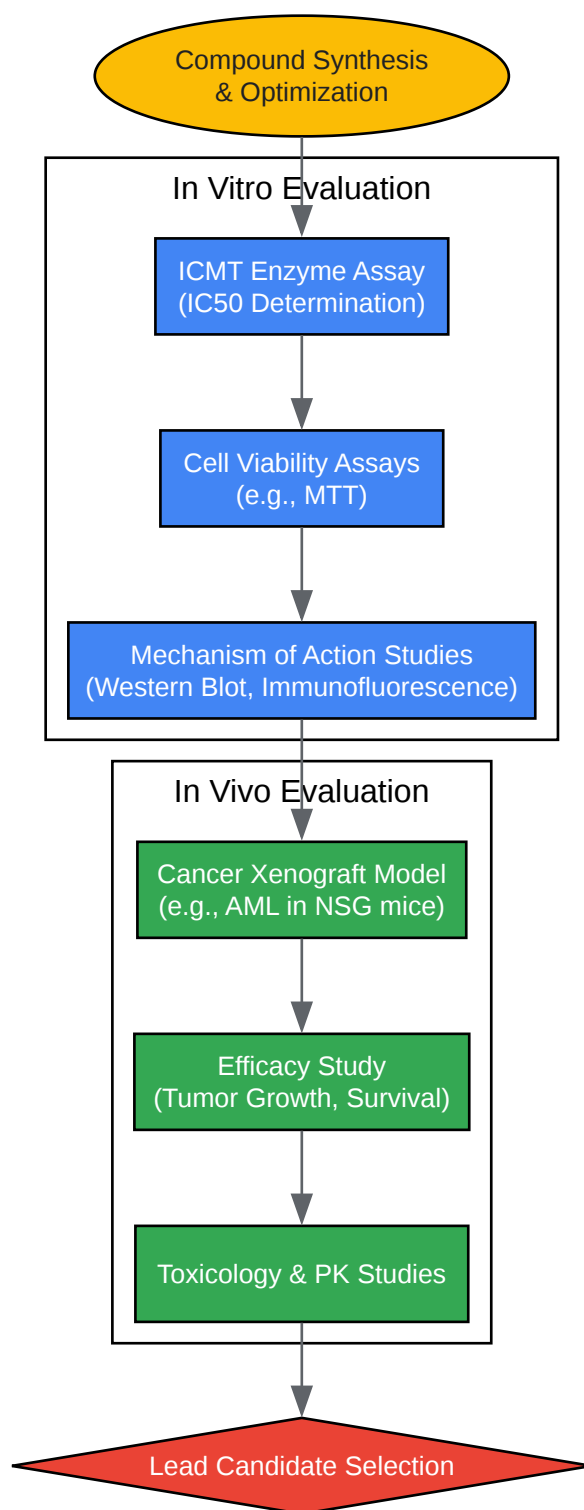 Compound Synthesis
& Optimization
In Vitro Evaluation
ICMT Enzyme Assay
(IC50 Determination)
Cell Viability Assays
(e.g., MTT)
Mechanism of Action Studies
(Western Blot, Immunofluorescence)
In Vivo Evaluation
Cancer Xenograft Model
(e.g., AML in NSG mice)
Efficacy Study
(Tumor Growth, Survival)
Toxicology & PK Studies
Lead Candidate Selection